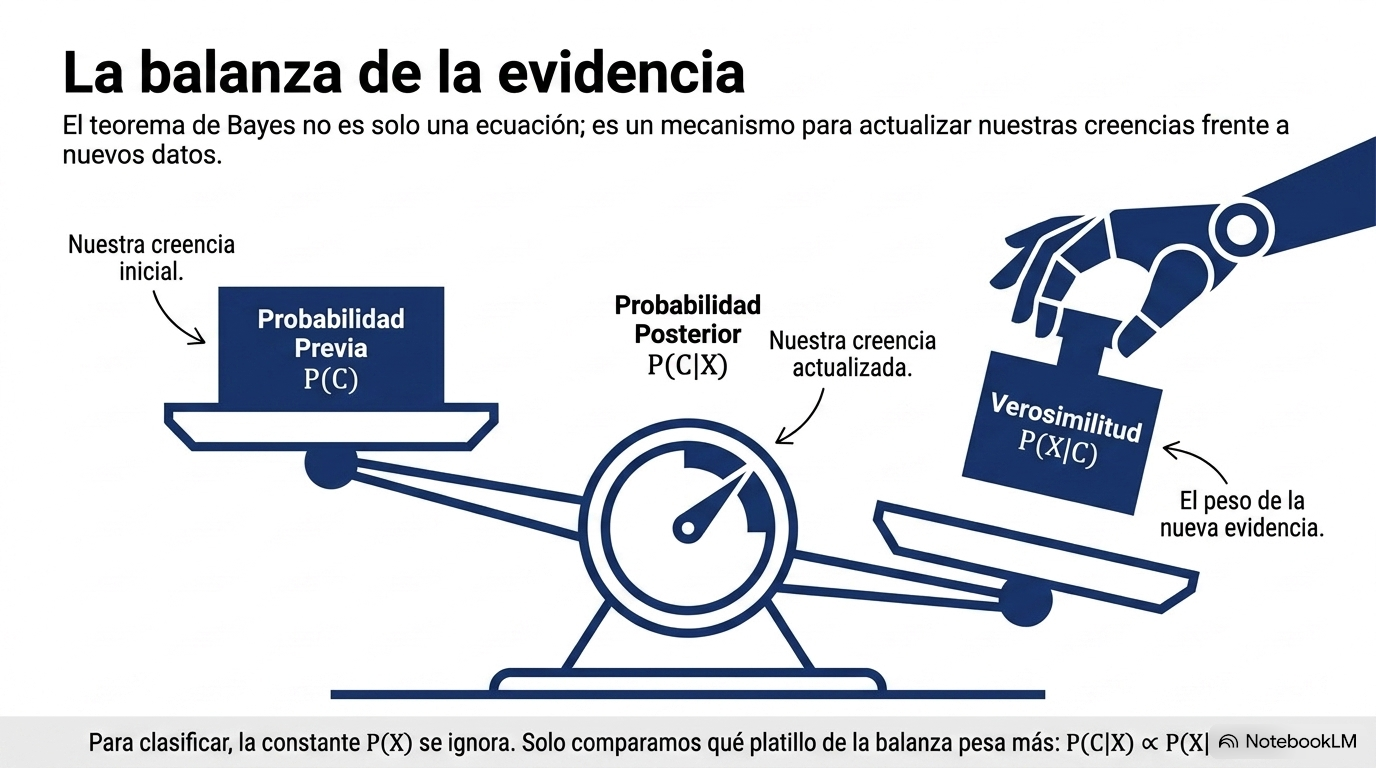 La balanza de la evidencia
El teorema de Bayes no es solo una ecuación; es un mecanismo para actualizar nuestras creencias frente a
nuevos datos.
Nuestra creencia
inicial.
Probabilidad
Previa
P(C)
Probabilidad
Posterior
P(C|X)
Nuestra creencia
actualizada.
Verosimilitud
P(X|C)
El peso de la
nueva evidencia.
Para clasificar, la constante P(X) se ignora. Solo comparamos qué platillo de la balanza pesa más: P(C|X) ∝ P(X|
NotebookLM